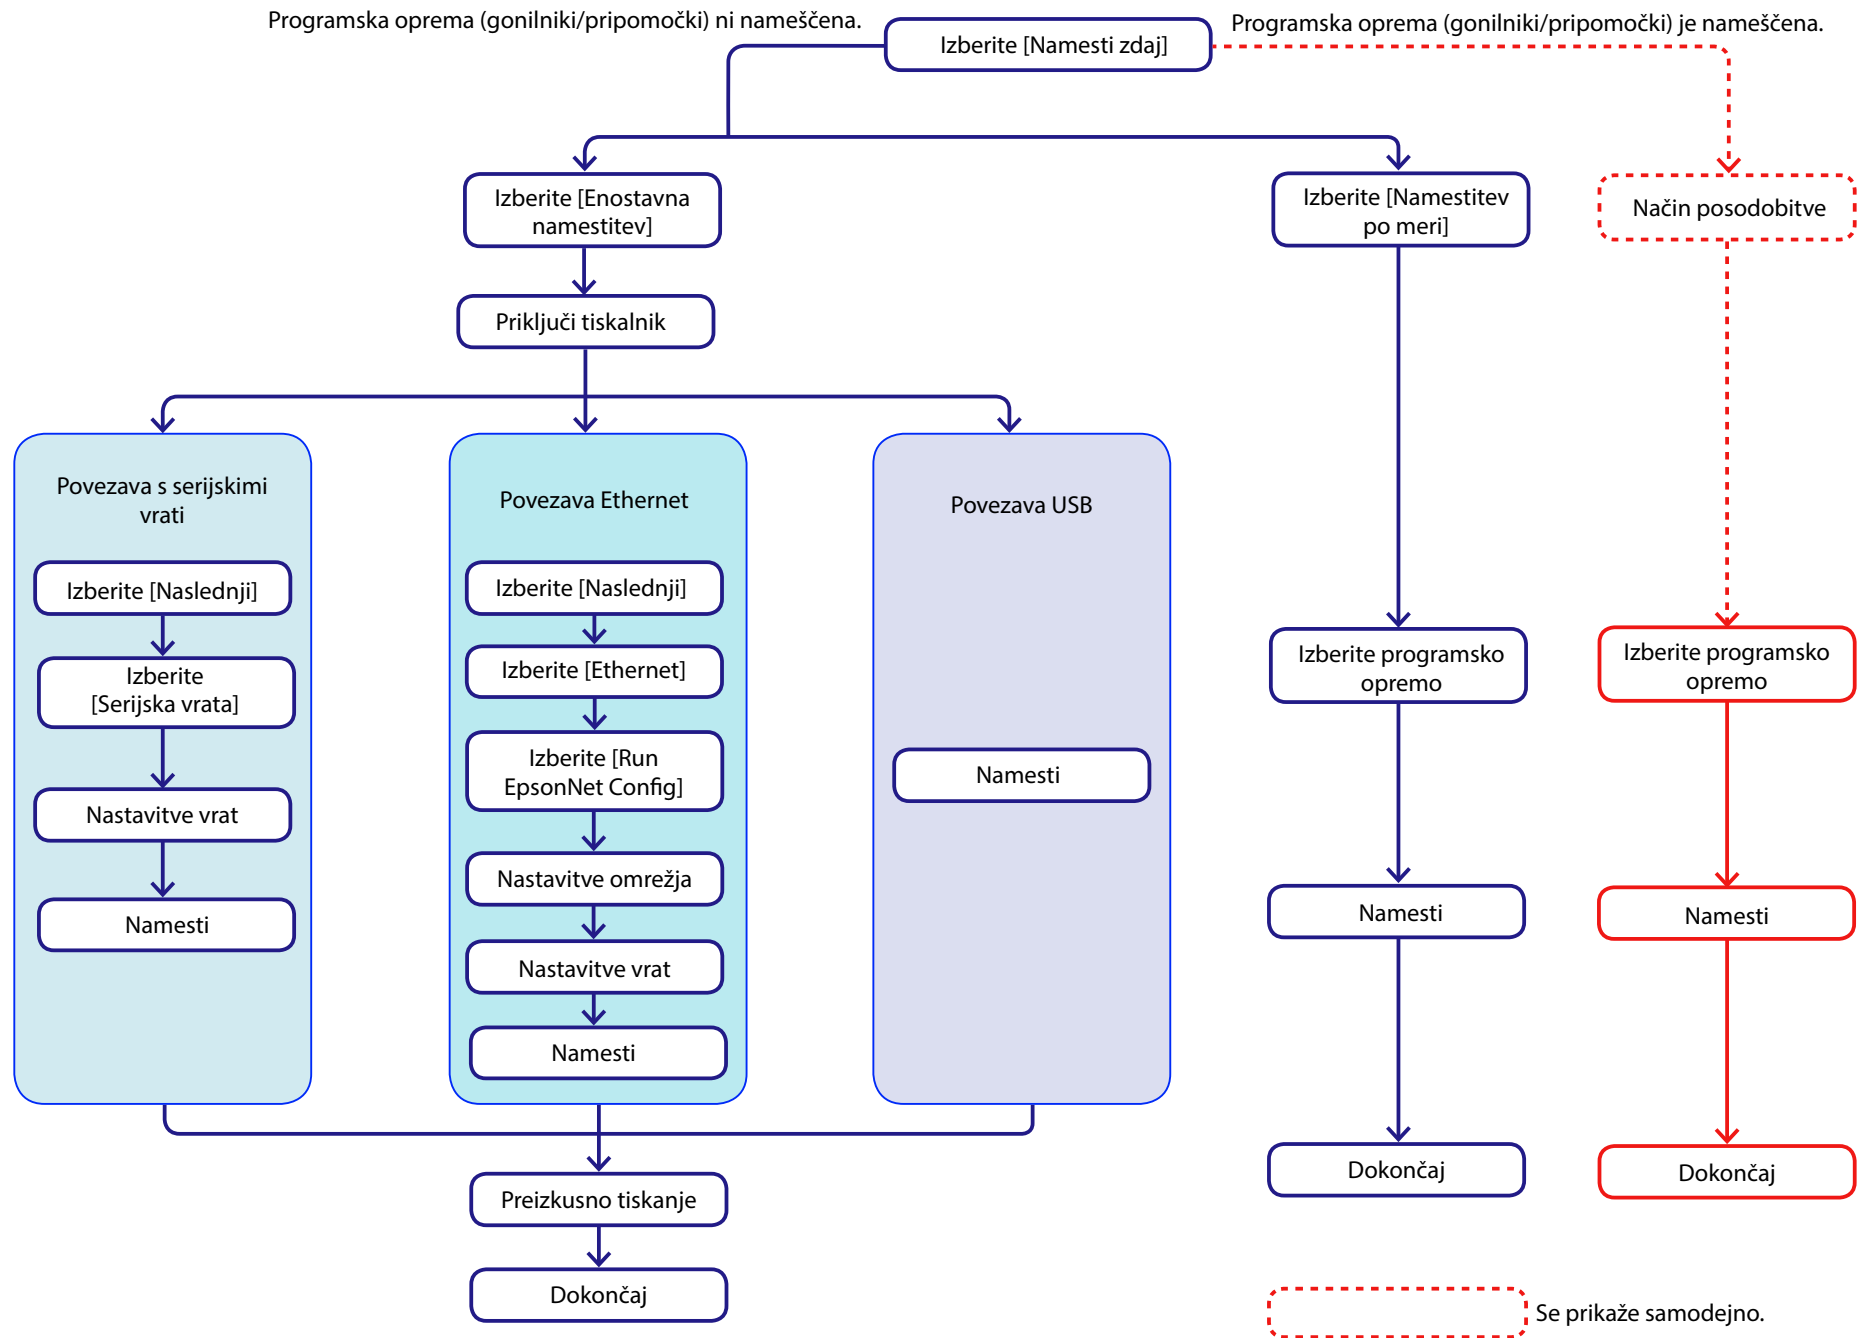 Programska oprema (gonilniki/pripomočki) ni nameščena.
Izberite [Namesti zdaj]
Programska oprema (gonilniki/pripomočki) je nameščena.
Izberite [Enostavna
namestitev]
Izberite [Namestitev
po meri]
Način posodobitve
Priključi tiskalnik
Povezava s serijskimi
vrati
Izberite [Naslednji]
Izberite
[Serijska vrata]
Nastavitve vrat
Namesti
Povezava Ethernet
Izberite [Naslednji]
Izberite [Ethernet]
Izberite [Run
EpsonNet Config]
Nastavitve omrežja
Nastavitve vrat
Namesti
Povezava USB
Namesti
Izberite programsko
opremo
Namesti
Dokončaj
Izberite programsko
opremo
Namesti
Dokončaj
Preizkusno tiskanje
Dokončaj
Se prikaže samodejno.